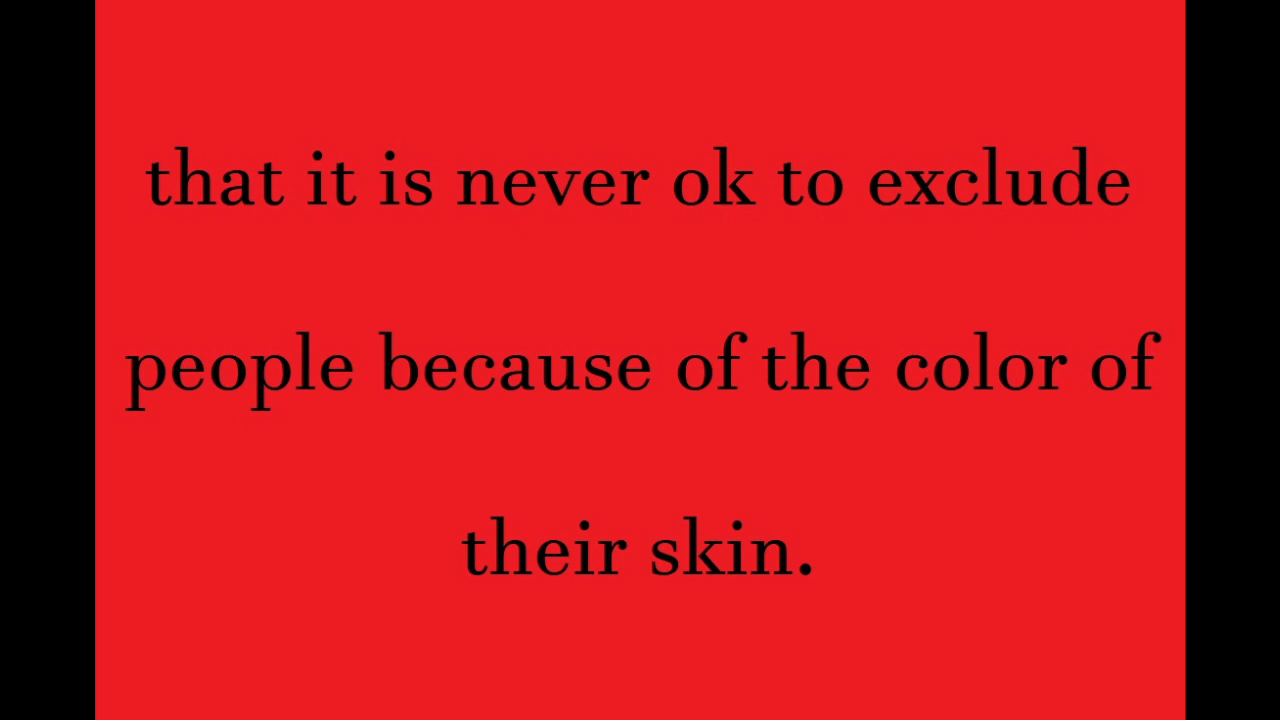 that it is never ok to exclude
people because of the color of
their skin.